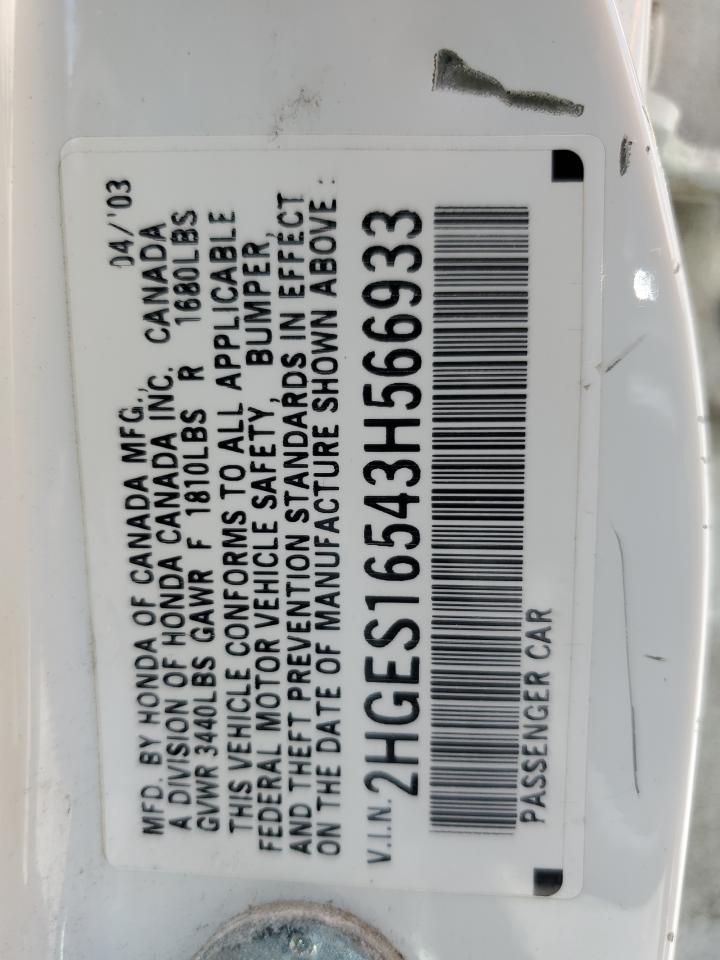 MFD. BY HONDA OF CANADA MFG., 04/'03
A DIVISION OF HONDA CANADA INC. CANADA
GVWR 3440LBS GAWR F 1810LBS R 1680LBS
THIS VEHICLE CONFORMS TO ALL APPLICABLE
FEDERAL MOTOR VEHICLE SAFETY, BUMPER,
AND THEFT PREVENTION STANDARDS IN EFFECT
ON THE DATE OF MANUFACTURE SHOWN ABOVE:
V.I.N. 2HGES16543H566933
PASSENGER CAR